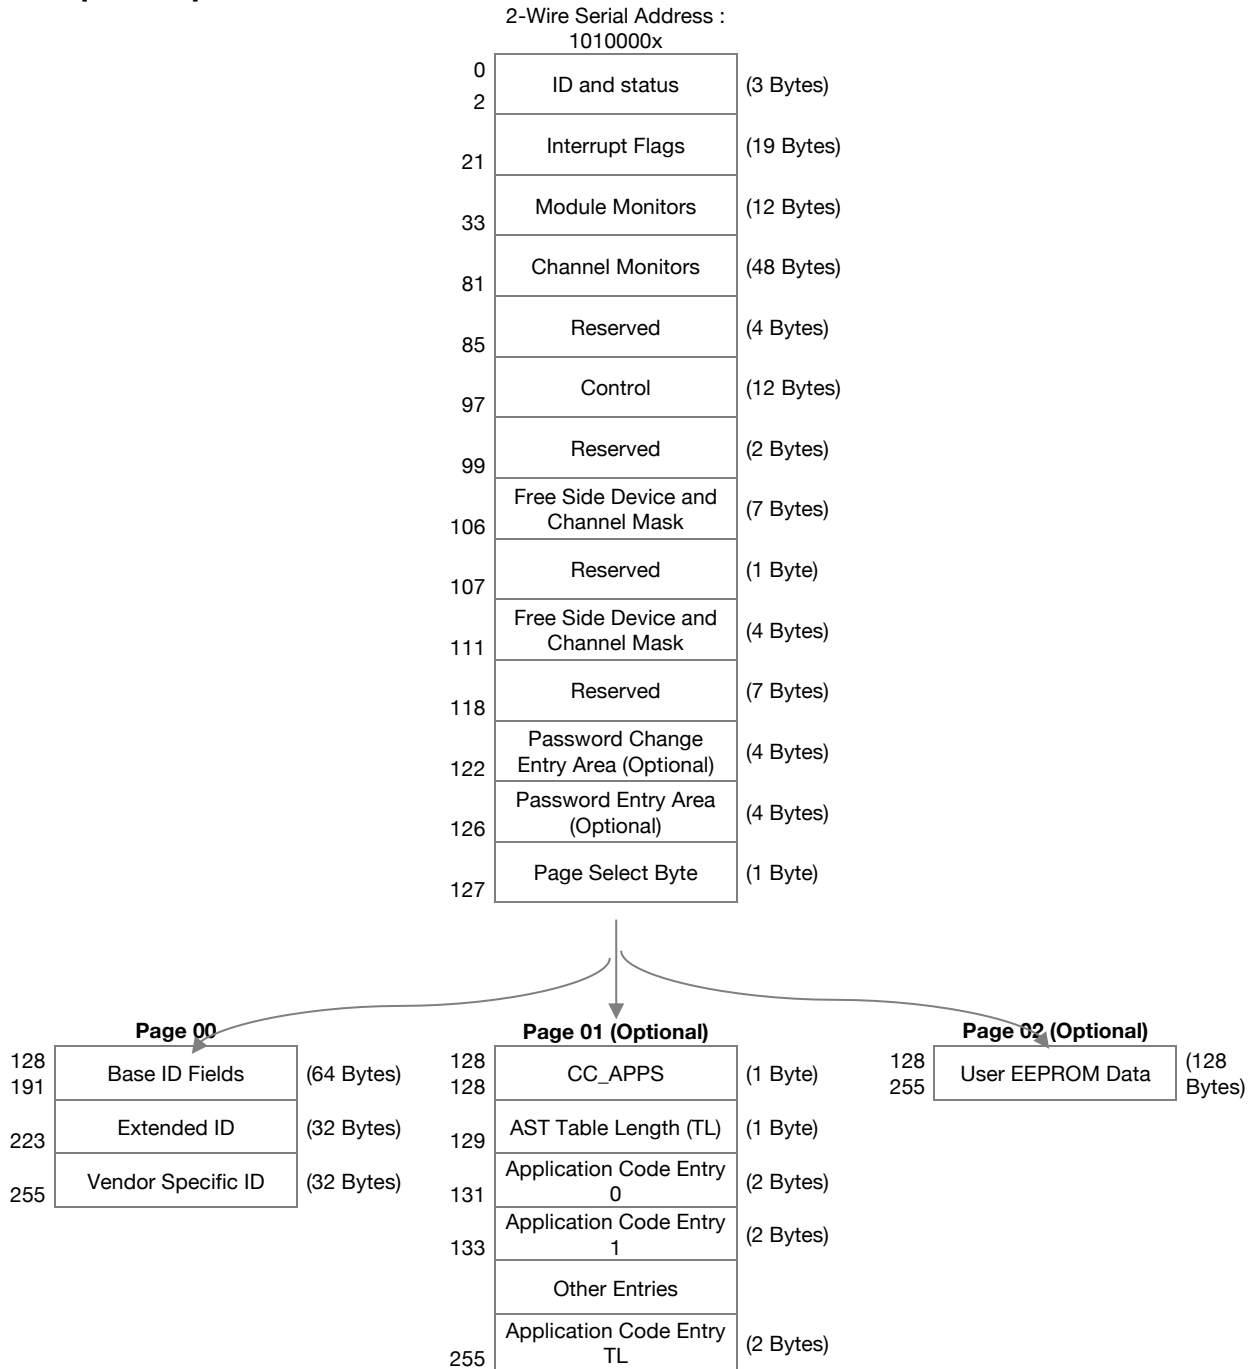 2-Wire Serial Address :
1010000x
0
2
ID and status
(3 Bytes)
21
Interrupt Flags
(19 Bytes)
33
Module Monitors
(12 Bytes)
81
Channel Monitors
(48 Bytes)
85
Reserved
(4 Bytes)
97
Control
(12 Bytes)
99
Reserved
(2 Bytes)
106
Free Side Device and
Channel Mask
(7 Bytes)
107
Reserved
(1 Byte)
111
Free Side Device and
Channel Mask
(4 Bytes)
118
Reserved
(7 Bytes)
122
Password Change
Entry Area (Optional)
(4 Bytes)
126
Password Entry Area
(Optional)
(4 Bytes)
127
Page Select Byte
(1 Byte)
Page 00
128
191
Base ID Fields
(64 Bytes)
223
Extended ID
(32 Bytes)
255
Vendor Specific ID
(32 Bytes)
Page 01 (Optional)
128
128
CC_APPS
(1 Byte)
129
AST Table Length (TL)
(1 Byte)
131
Application Code Entry
0
(2 Bytes)
133
Application Code Entry
1
(2 Bytes)
Other Entries
255
Application Code Entry
TL
(2 Bytes)
Page 02 (Optional)
128
255
User EEPROM Data
(128
Bytes)